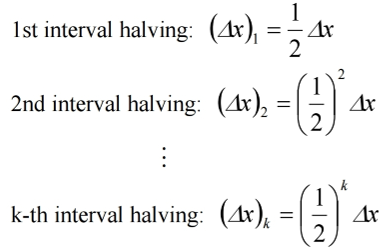 1st interval halving: (Δx)₁ = 1/2 Δx
2nd interval halving: (Δx)₂ = (1/2)² Δx
⋮
k-th interval halving: (Δx)ₖ = (1/2)ᵏ Δx